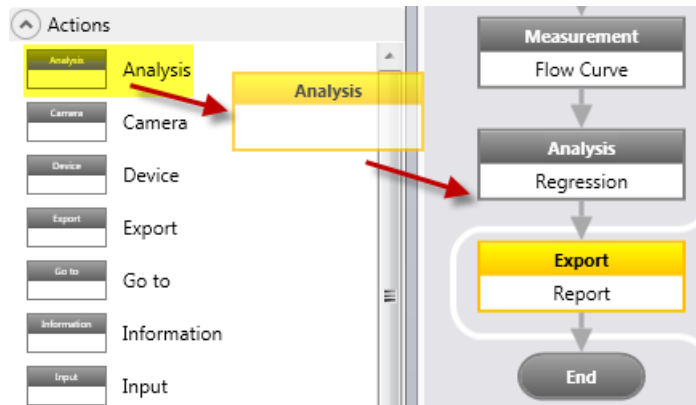 Actions
Analysis
Analysis
Analysis
Camera
Camera
Device
Device
Export
Export
Go to
Go to
Information
Information
Input
Input
Measurement
Flow Curve
Analysis
Regression
Export
Report
End